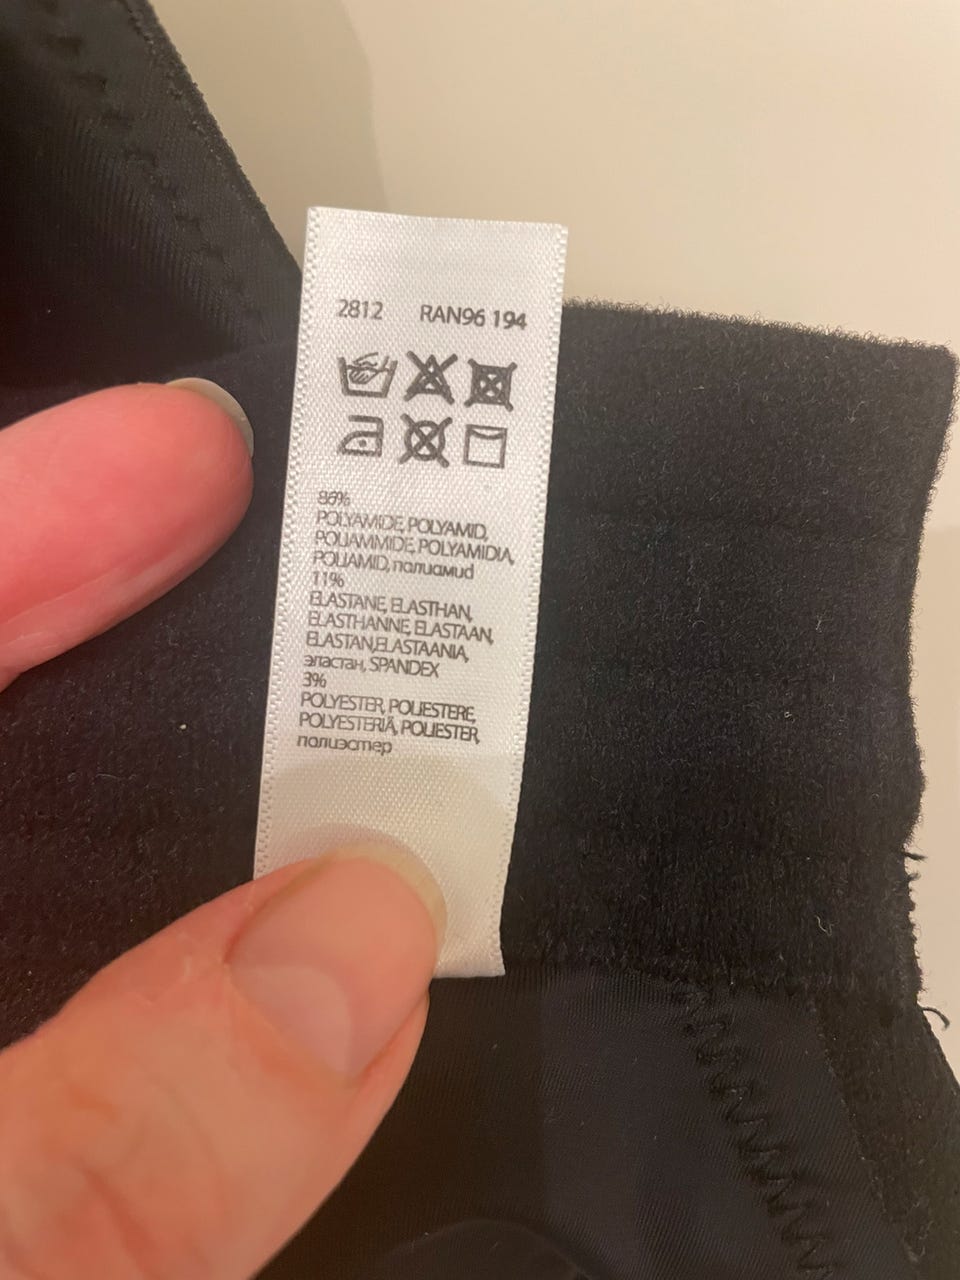 2812 RAN96 194
86%
POLYAMIDE, POLYAMID,
POLIAMMIDE, POLYAMIDIA,
POLIAMID, полиамид
11%
ELASTANE, ELASTHAN,
ELASTHANNE, ELASTAAN,
ELASTAN,ELASTAANIA,
эластан, SPANDEX
3%
POLYESTER, POLIESTERE,
POLYESTERIÄ, POLIESTER,
полиэстер